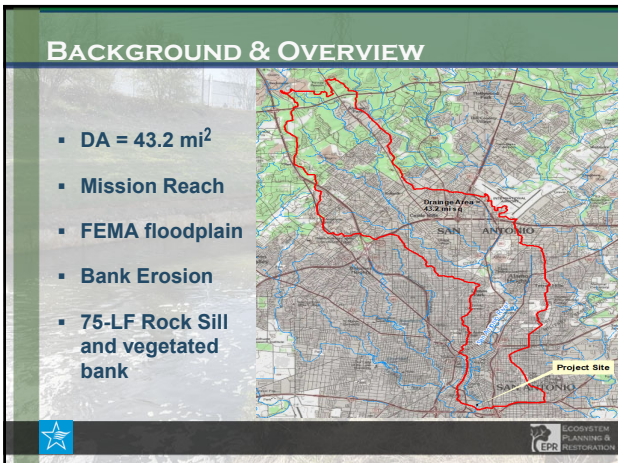 BACKGROUND & OVERVIEW
▪ DA = 43.2 mi²
▪ Mission Reach
▪ FEMA floodplain
▪ Bank Erosion
▪ 75-LF Rock Sill
and vegetated
bank
Drainge Area =
43.2 mi sq
SAN ANTONIO
Project Site
SAN ANTONIO
EPR
ECOSYSTEM
PLANNING &
RESTORATION